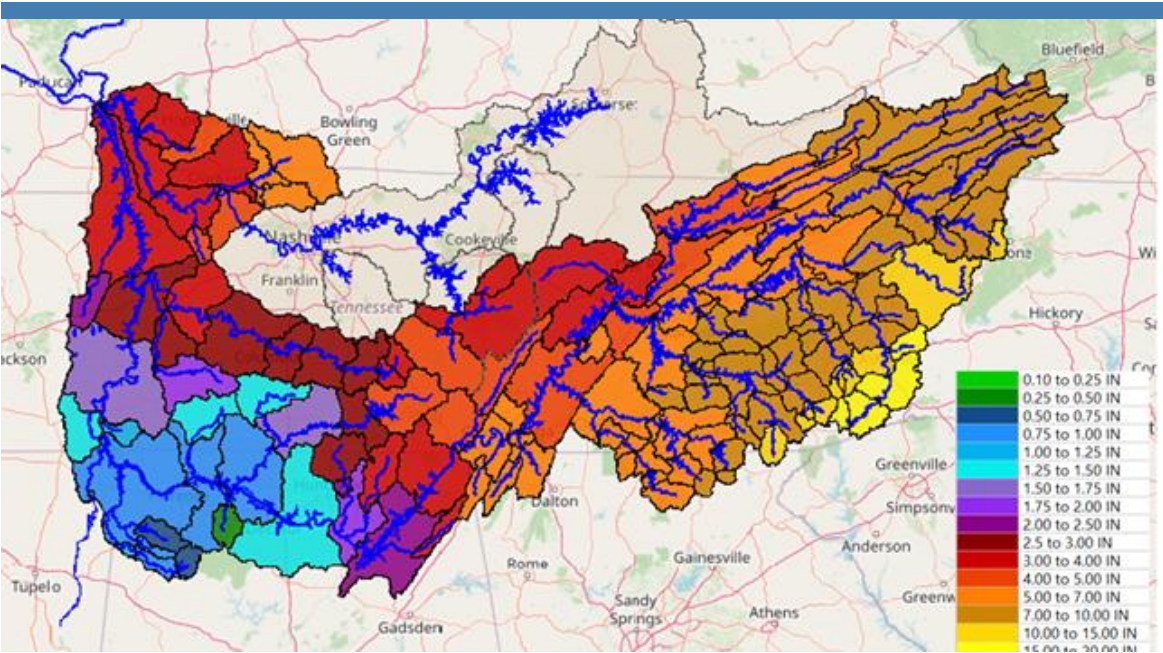 Bluefield
Paducah
Bowling
Green
Nashville
Cookeville
Franklin
Tennessee
Hickory
Dalton
Greenville
Simpsonv
Anderson
Greenw
Rome
Gainesville
Tupelo
Sandy
Springs
Athens
Gadsden
ackson
0.10 to 0.25 IN
0.25 to 0.50 IN
0.50 to 0.75 IN
0.75 to 1.00 IN
1.00 to 1.25 IN
1.25 to 1.50 IN
1.50 to 1.75 IN
1.75 to 2.00 IN
2.00 to 2.50 IN
2.5 to 3.00 IN
3.00 to 4.00 IN
4.00 to 5.00 IN
5.00 to 7.00 IN
7.00 to 10.00 IN
10.00 to 15.00 IN
15.00 to 20.00 IN